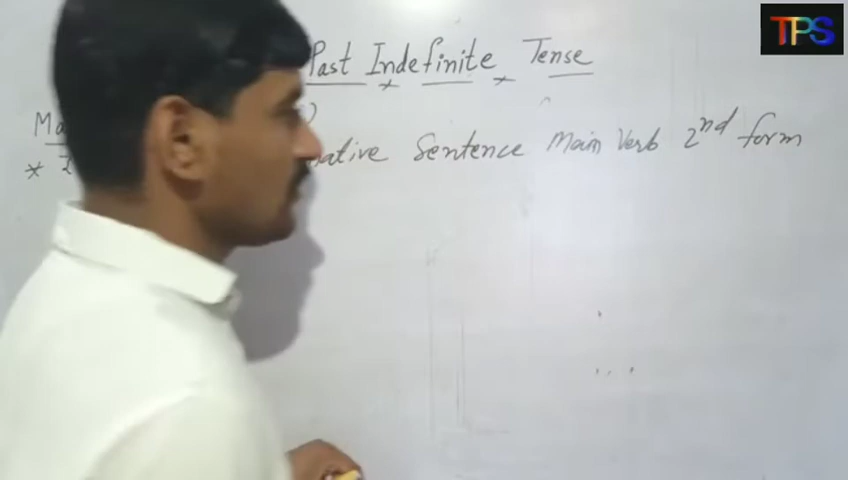 TPS
Past Indefinite Tense
Sentence Main Verb 2nd form